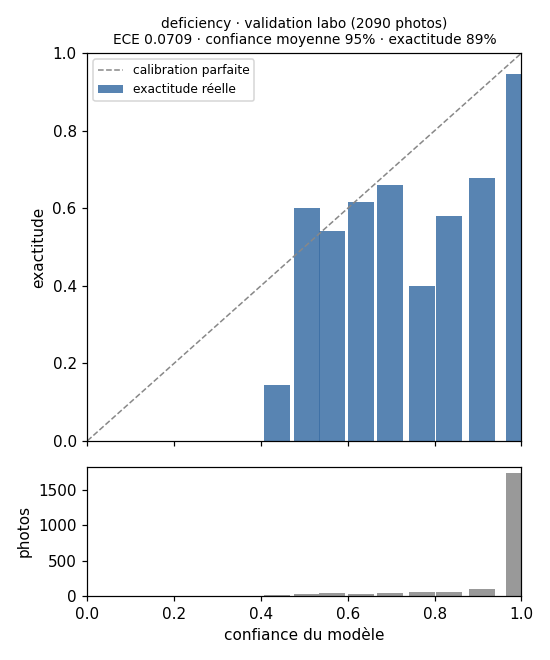 deficiency · validation labo (2090 photos)
ECE 0.0709 · confiance moyenne 95% · exactitude 89%
1.0
calibration parfaite
exactitude réelle
0.8
0.6
0.4
0.2
0.0
exactitude
1500
1000
500
0
photos
0.0 0.2 0.4 0.6 0.8 1.0
confiance du modèle